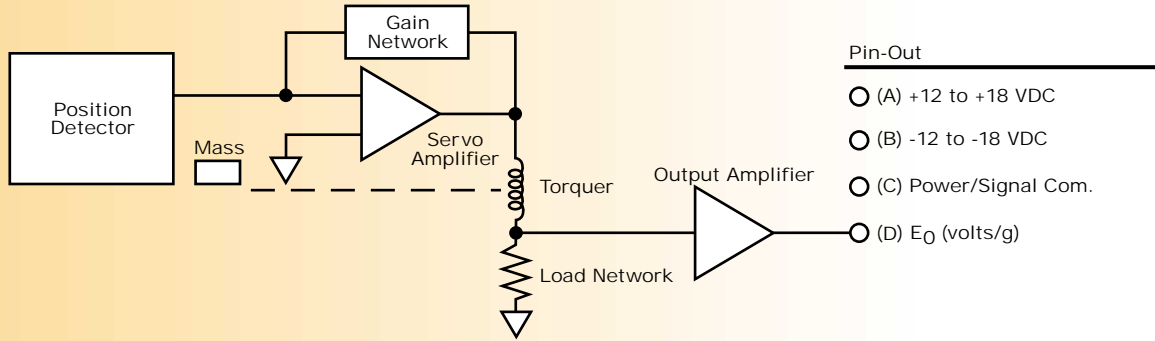 Gain
Network
Position
Detector
Mass
Servo
Amplifier
Torquer
Output Amplifier
Load Network
Pin-Out
(A) +12 to +18 VDC
(B) -12 to -18 VDC
(C) Power/Signal Com.
(D) E0 (volts/g)